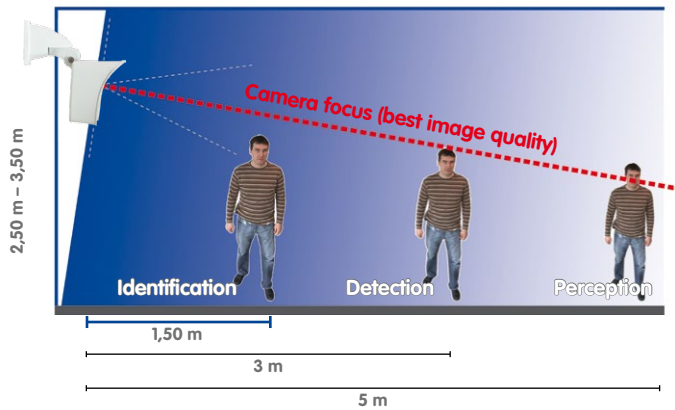 Camera focus (best image quality)
2,50 m – 3,50 m
Identification
Detection
Perception
1,50 m
3 m
5 m